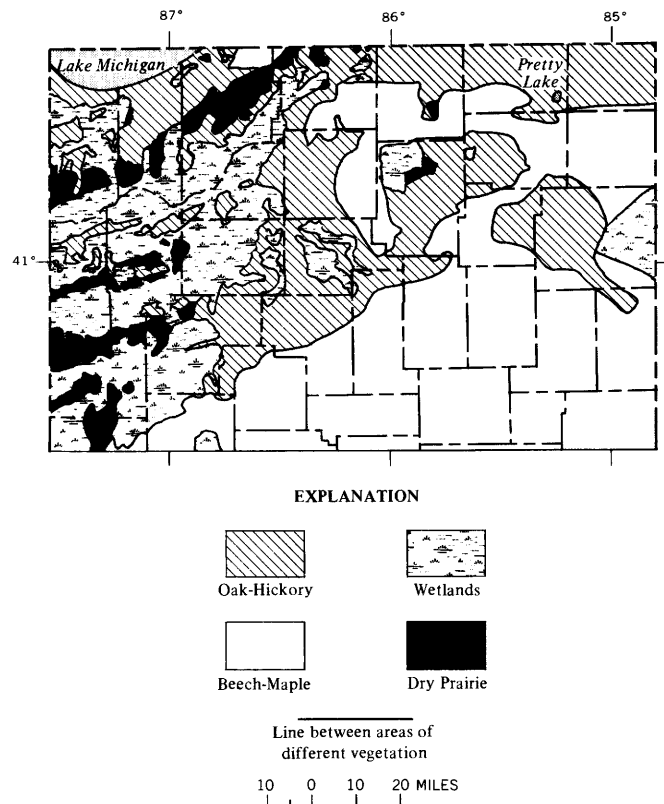 87° 86° 85°
Lake Michigan
Pretty
Lake
41°
EXPLANATION
Oak-Hickory Wetlands
Beech-Maple Dry Prairie
Line between areas of
different vegetation
10 0 10 20 MILES